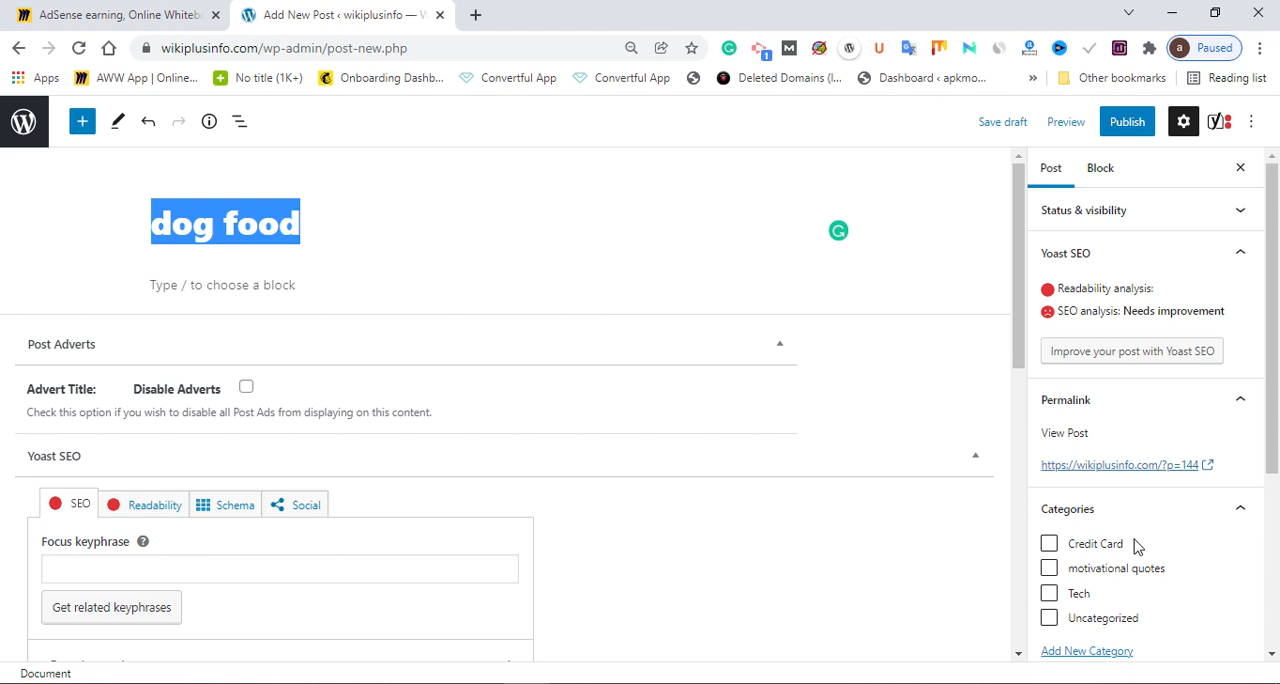 AdSense earning, Online Whitebo
Add New Post ‹ wikiplusinfo — W
wikiplusinfo.com/wp-admin/post-new.php
Paused
Apps
AWW App | Online...
No title (1K+)
Onboarding Dashb...
Convertful App
Convertful App
Deleted Domains (I...
Dashboard ‹ apkmo...
»
Other bookmarks
Reading list
Save draft
Preview
Publish
dog food
Type / to choose a block
Post Adverts
Advert Title:
Disable Adverts
Check this option if you wish to disable all Post Ads from displaying on this content.
Yoast SEO
SEO
Readability
Schema
Social
Focus keyphrase
Get related keyphrases
Document
Post
Block
Status & visibility
Yoast SEO
Readability analysis:
SEO analysis: Needs improvement
Improve your post with Yoast SEO
Permalink
View Post
https://wikiplusinfo.com/?p=144
Categories
Credit Card
motivational quotes
Tech
Uncategorized
Add New Category